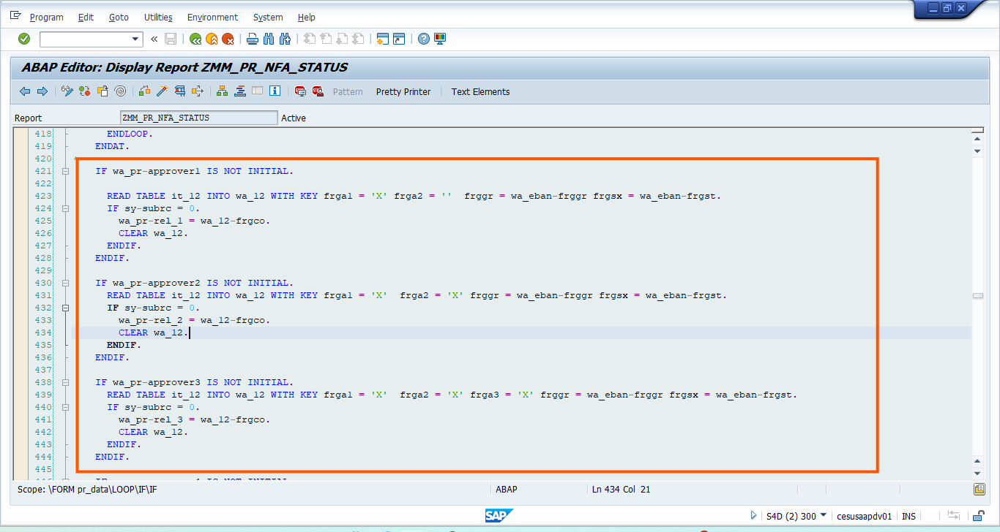 Program Edit Goto Utilities Environment System Help
ABAP Editor: Display Report ZMM_PR_NFA_STATUS
Pattern Pretty Printer Text Elements
Report ZMM_PR_NFA_STATUS Active
418 ENDLOOP.
419 ENDAT.
420
421 IF wa_pr-approver1 IS NOT INITIAL.
422
423 READ TABLE it_12 INTO wa_12 WITH KEY frga1 = 'X' frga2 = '' frggr = wa_eban-frggr frgsx = wa_eban-frgst.
424 IF sy-subrc = 0.
425 wa_pr-rel_1 = wa_12-frgco.
426 CLEAR wa_12.
427 ENDIF.
428 ENDIF.
429
430 IF wa_pr-approver2 IS NOT INITIAL.
431 READ TABLE it_12 INTO wa_12 WITH KEY frga1 = 'X' frga2 = 'X' frggr = wa_eban-frggr frgsx = wa_eban-frgst.
432 IF sy-subrc = 0.
433 wa_pr-rel_2 = wa_12-frgco.
434 CLEAR wa_12.
435 ENDIF.
436 ENDIF.
437
438 IF wa_pr-approver3 IS NOT INITIAL.
439 READ TABLE it_12 INTO wa_12 WITH KEY frga1 = 'X' frga2 = 'X' frga3 = 'X' frggr = wa_eban-frggr frgsx = wa_eban-frgst.
440 IF sy-subrc = 0.
441 wa_pr-rel_3 = wa_12-frgco.
442 CLEAR wa_12.
443 ENDIF.
444 ENDIF.
445
Scope: \FORM pr_data\LOOP\IF\IF ABAP Ln 434 Col 21
SAP S4D (2) 300 cesusaapdv01 INS